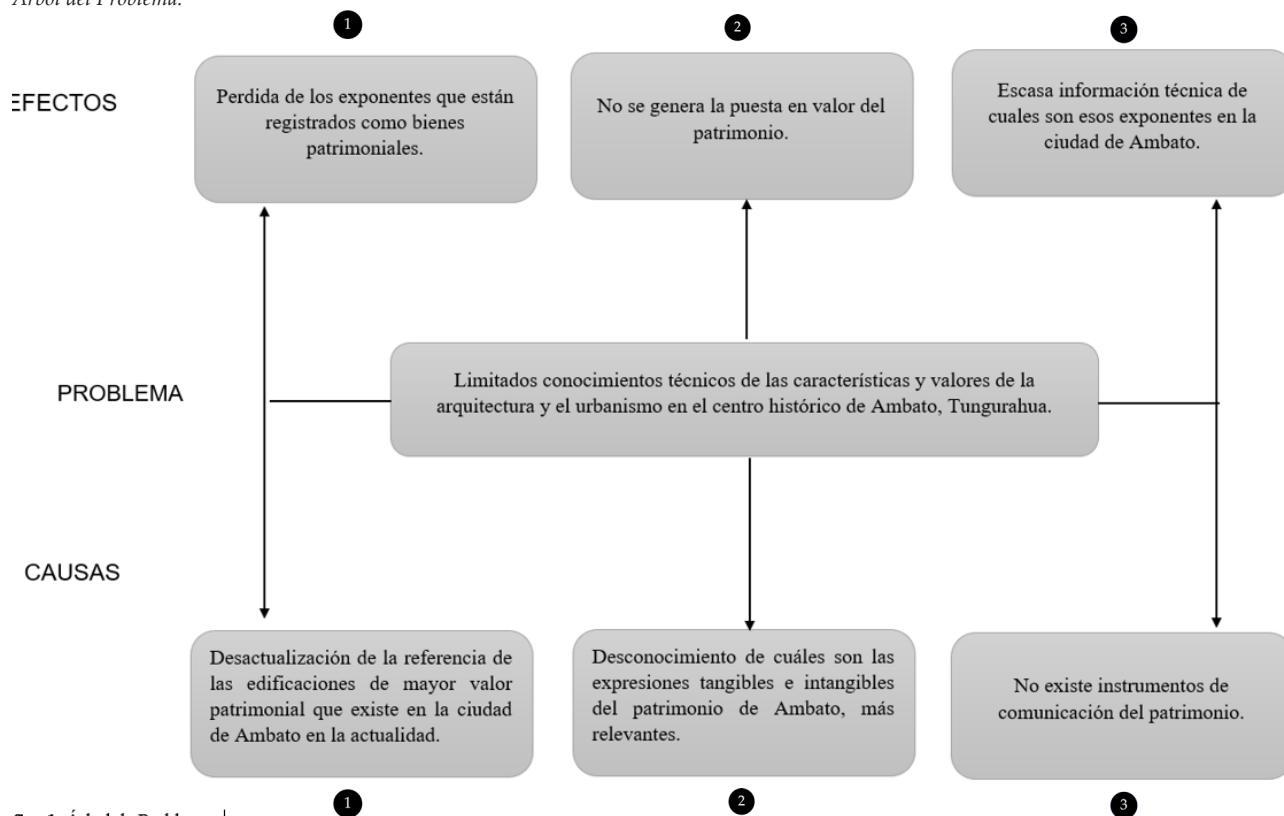 Árbol del Problema.
1
2
3
EFECTOS
Perdida de los exponentes que están
registrados como bienes
patrimoniales.
No se genera la puesta en valor del
patrimonio.
Escasa información técnica de
cuales son esos exponentes en la
ciudad de Ambato.
PROBLEMA
Limitados conocimientos técnicos de las características y valores de la
arquitectura y el urbanismo en el centro histórico de Ambato, Tungurahua.
CAUSAS
Desactualización de la referencia de
las edificaciones de mayor valor
patrimonial que existe en la ciudad
de Ambato en la actualidad.
Desconocimiento de cuáles son las
expresiones tangibles e intangibles
del patrimonio de Ambato, más
relevantes.
No existe instrumentos de
comunicación del patrimonio.
1
2
3